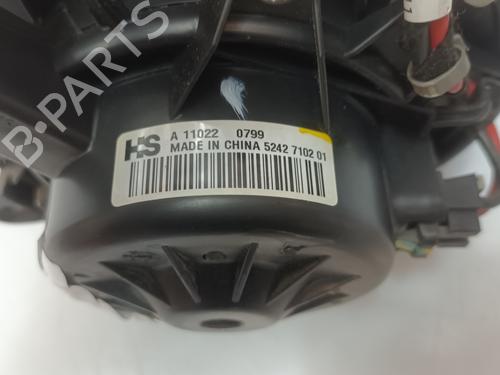 HS A 11022 0799
MADE IN CHINA 5242 7102 01
B-Parts